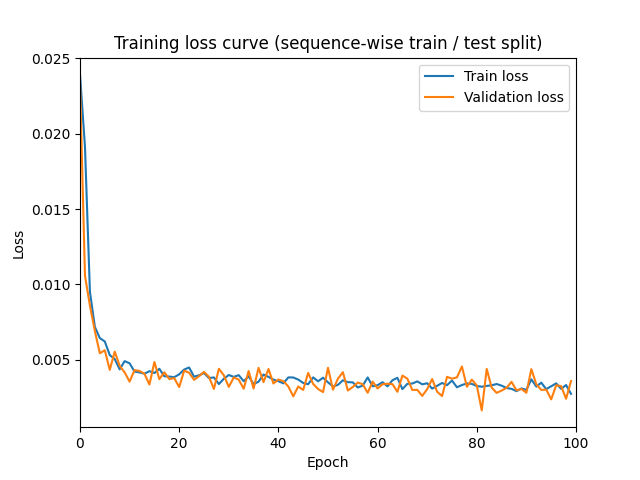 Training loss curve (sequence-wise train / test split)
0.025
0.020
0.015
0.010
0.005
Loss
Train loss
Validation loss
0 20 40 60 80 100
Epoch